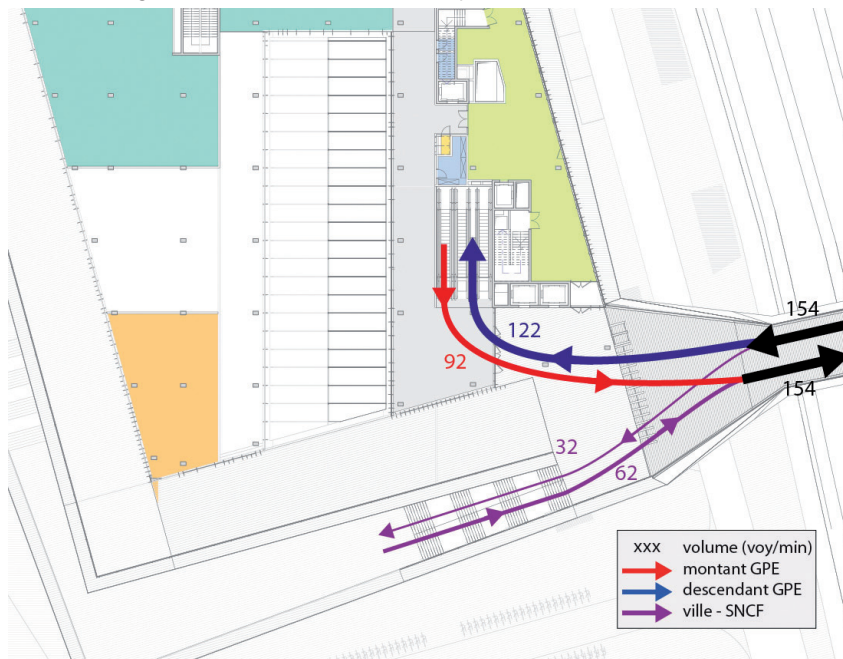 154
122
92
154
32
62
xxx volume (voy/min)
montant GPE
descendant GPE
ville - SNCF